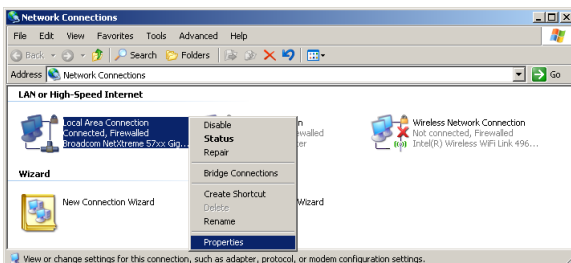 Network Connections
File Edit View Favorites Tools Advanced Help
Back Search Folders
Address Network Connections Go
LAN or High-Speed Internet
Local Area Connection
Connected, Firewalled
Broadcom NetXtreme 57xx Gig...
Disable
Status
Repair
Bridge Connections
Create Shortcut
Delete
Rename
Properties
Wireless Network Connection
Not connected, Firewalled
Intel(R) Wireless WiFi Link 496...
Wizard
New Connection Wizard
Wizard
View or change settings for this connection, such as adapter, protocol, or modem configuration settings.